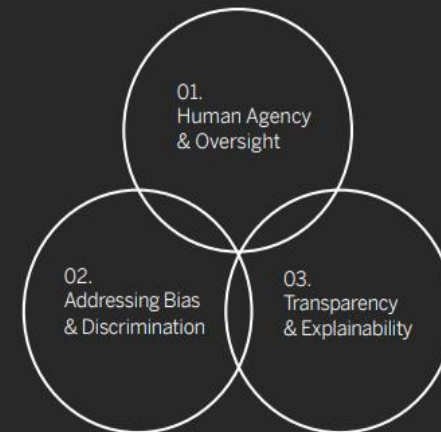 01.
Human Agency
& Oversight
02.
Addressing Bias
& Discrimination
03.
Transparency
& Explainability